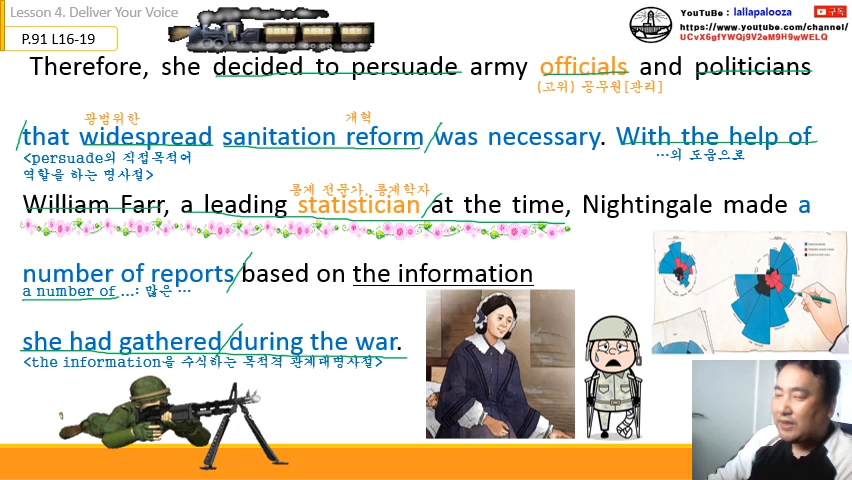 Lesson 4. Deliver Your Voice
P.91 L16-19
YouTuBe : lallapalooza
구독
https://www.youtube.com/channel/
UCvX6gfYWQj9V2eM9H9wWELQ
Therefore, she decided to persuade army officials and politicians
(고위) 공무원[관리]
광범위한 개혁
that widespread sanitation reform was necessary. With the help of
<persuade의 직접목적어
역할을 하는 명사절>
…의 도움으로
통계 전문가, 통계학자
William Farr, a leading statistician at the time, Nightingale made a
number of reports based on the information
a number of …: 많은 …
she had gathered during the war.
<the information을 수식하는 목적격 관계대명사절>